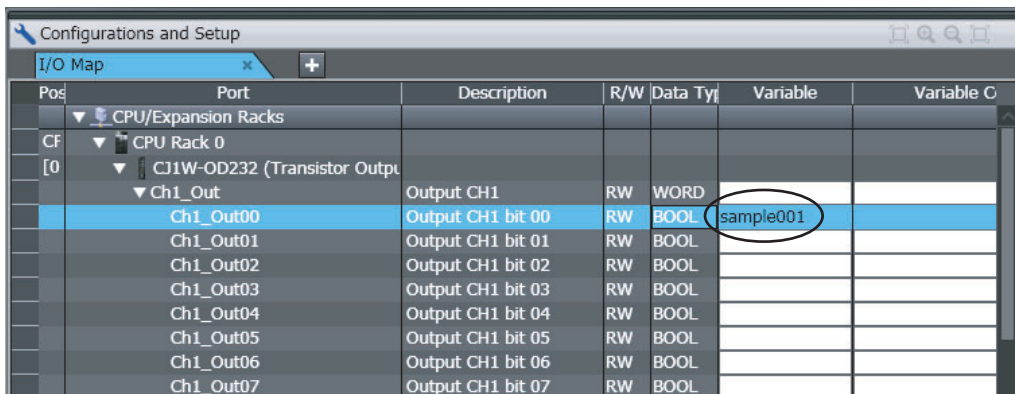 Configurations and Setup
I/O Map × +
Pos Port Description R/W Data Typ Variable Variable C
CPU/Expansion Racks
CF CPU Rack 0
[0 CJ1W-OD232 (Transistor Outpu
Ch1_Out Output CH1 RW WORD
Ch1_Out00 Output CH1 bit 00 RW BOOL sample001
Ch1_Out01 Output CH1 bit 01 RW BOOL
Ch1_Out02 Output CH1 bit 02 RW BOOL
Ch1_Out03 Output CH1 bit 03 RW BOOL
Ch1_Out04 Output CH1 bit 04 RW BOOL
Ch1_Out05 Output CH1 bit 05 RW BOOL
Ch1_Out06 Output CH1 bit 06 RW BOOL
Ch1_Out07 Output CH1 bit 07 RW BOOL